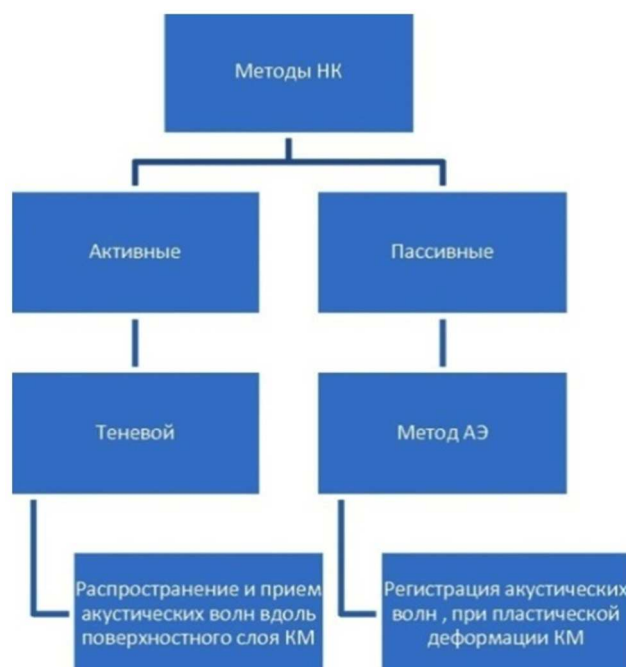 Методы НК
Активные
Пассивные
Теневой
Метод АЭ
Распространение и прием
акустических волн вдоль
поверхностного слоя КМ
Регистрация акустических
волн , при пластической
деформации КМ